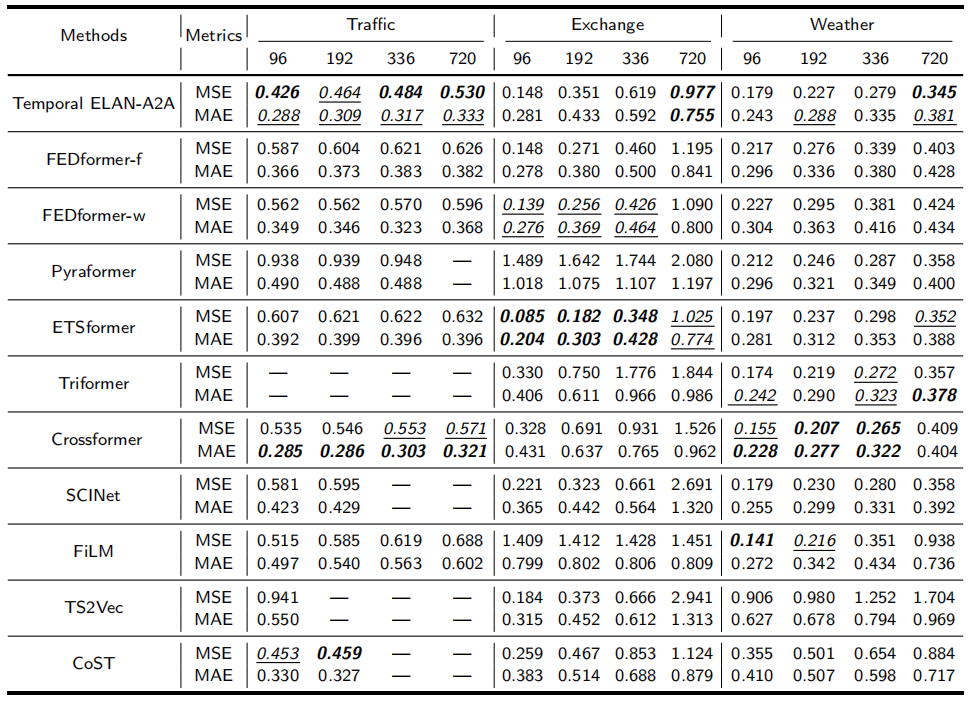 Methods Metrics Traffic Exchange Weather
96 192 336 720 96 192 336 720 96 192 336 720
Temporal ELAN-A2A MSE 0.426 0.464 0.484 0.530 0.148 0.351 0.619 0.977 0.179 0.227 0.279 0.345
MAE 0.288 0.309 0.317 0.333 0.281 0.433 0.592 0.755 0.243 0.288 0.335 0.381
FEDformer-f MSE 0.587 0.604 0.621 0.626 0.148 0.271 0.460 1.195 0.217 0.276 0.339 0.403
MAE 0.366 0.373 0.383 0.382 0.278 0.380 0.500 0.841 0.296 0.336 0.380 0.428
FEDformer-w MSE 0.562 0.562 0.570 0.596 0.139 0.256 0.426 1.090 0.227 0.295 0.381 0.424
MAE 0.349 0.346 0.323 0.368 0.276 0.369 0.464 0.800 0.304 0.363 0.416 0.434
Pyraformer MSE 0.938 0.939 0.948 — 1.489 1.642 1.744 2.080 0.212 0.246 0.287 0.358
MAE 0.490 0.488 0.488 — 1.018 1.075 1.107 1.197 0.296 0.321 0.349 0.400
ETSformer MSE 0.607 0.621 0.622 0.632 0.085 0.182 0.348 1.025 0.197 0.237 0.298 0.352
MAE 0.392 0.399 0.396 0.396 0.204 0.303 0.428 0.774 0.281 0.312 0.353 0.388
Triformer MSE — — — — 0.330 0.750 1.776 1.844 0.174 0.219 0.272 0.357
MAE — — — — 0.406 0.611 0.966 0.986 0.242 0.290 0.323 0.378
Crossformer MSE 0.535 0.546 0.553 0.571 0.328 0.691 0.931 1.526 0.155 0.207 0.265 0.409
MAE 0.285 0.286 0.303 0.321 0.431 0.637 0.765 0.962 0.228 0.277 0.322 0.404
SCINet MSE 0.581 0.595 — — 0.221 0.323 0.661 2.691 0.179 0.230 0.280 0.358
MAE 0.423 0.429 — — 0.365 0.442 0.564 1.320 0.255 0.299 0.331 0.392
FiLM MSE 0.515 0.585 0.619 0.688 1.409 1.412 1.428 1.451 0.141 0.216 0.351 0.938
MAE 0.497 0.540 0.563 0.602 0.799 0.802 0.806 0.809 0.272 0.342 0.434 0.736
TS2Vec MSE 0.941 — — — 0.184 0.373 0.666 2.941 0.906 0.980 1.252 1.704
MAE 0.550 — — — 0.315 0.452 0.612 1.313 0.627 0.678 0.794 0.969
CoST MSE 0.453 0.459 — — 0.259 0.467 0.853 1.124 0.355 0.501 0.654 0.884
MAE 0.330 0.327 — — 0.383 0.514 0.688 0.879 0.410 0.507 0.598 0.717